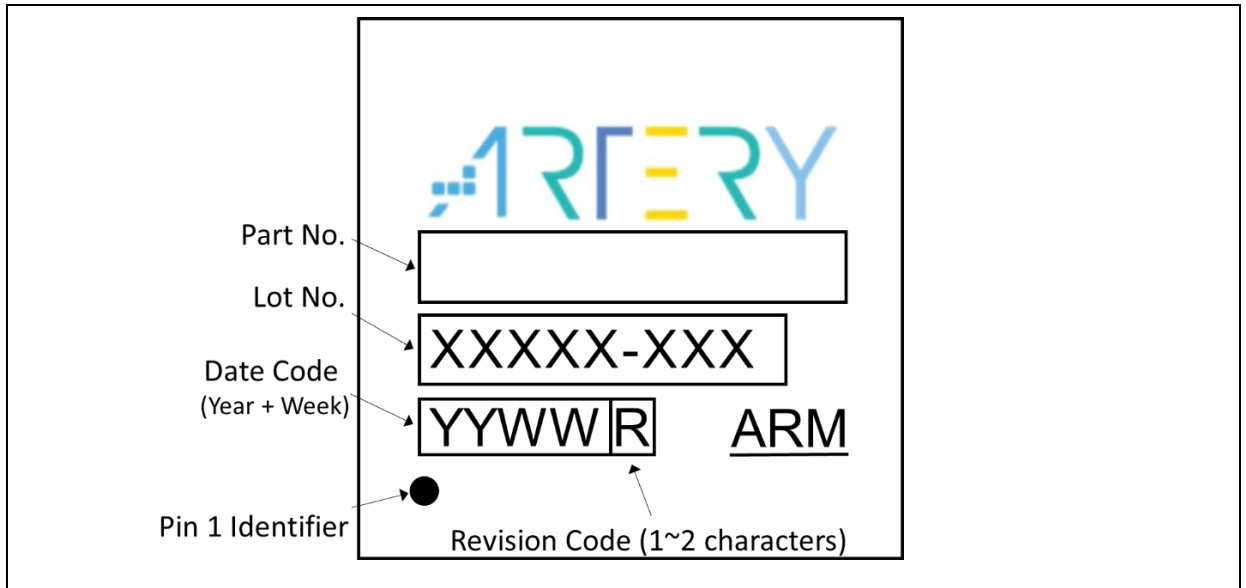 ARTERY
Part No.
Lot No.
XXXXX-XXX
Date Code
(Year + Week)
YYWW R
ARM
Pin 1 Identifier
Revision Code (1~2 characters)